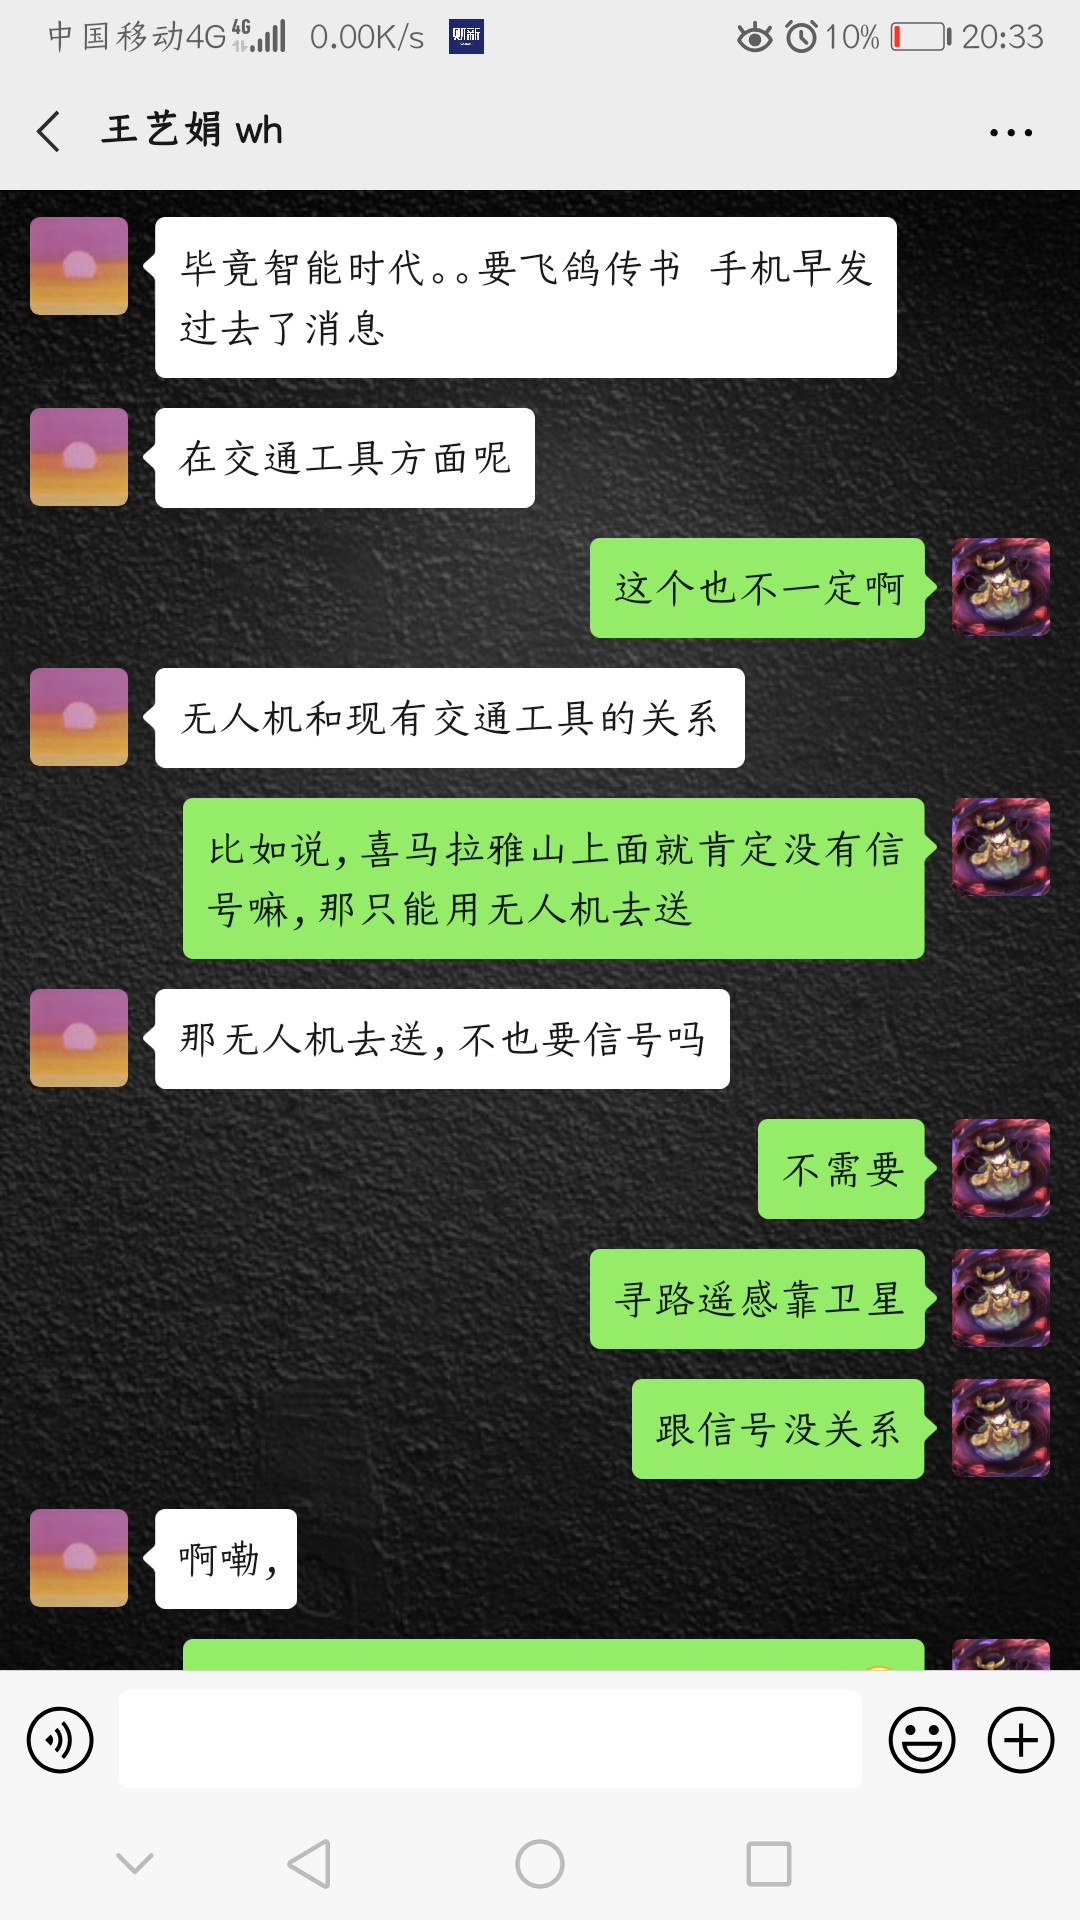 中国移动4G 4G 0.00K/s 财新 10% 20:33
王艺娟 wh
毕竟智能时代。。要飞鸽传书 手机早发
过去了消息
在交通工具方面呢
这个也不一定啊
无人机和现有交通工具的关系
比如说,喜马拉雅山上面就肯定没有信
号嘛,那只能用无人机去送
那无人机去送,不也要信号吗
不需要
寻路遥感靠卫星
跟信号没关系
啊嘞,